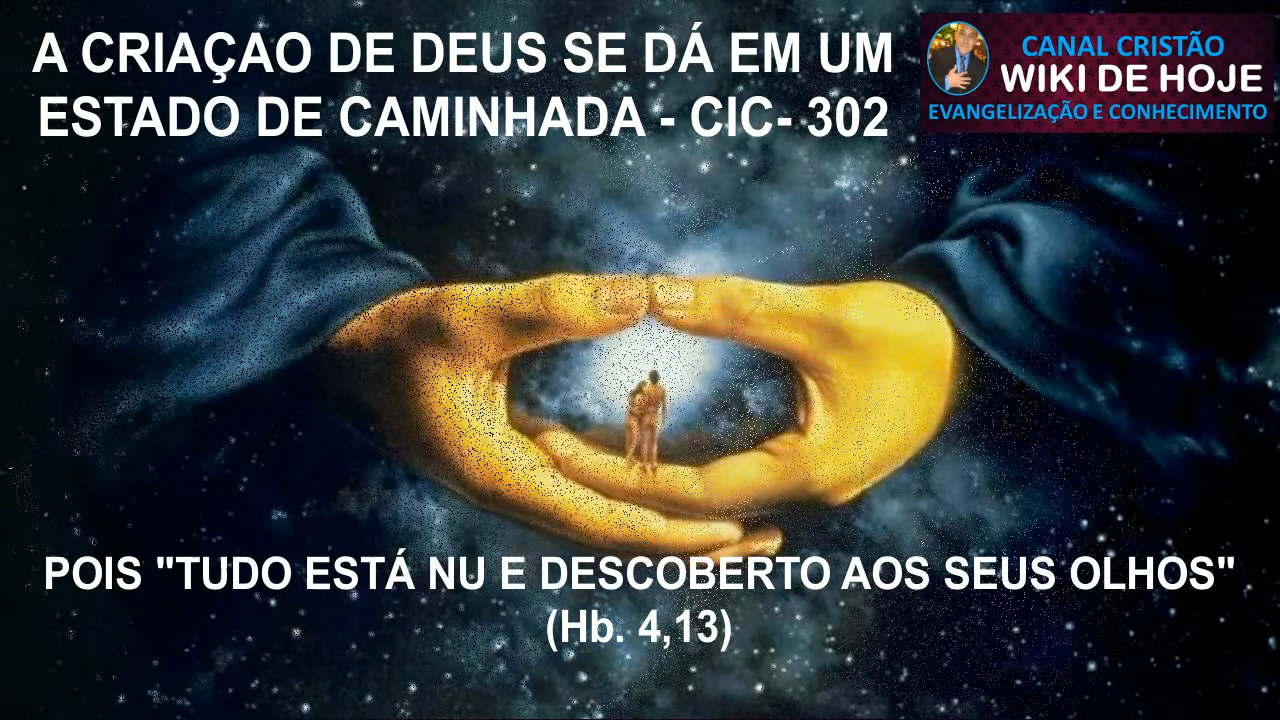 A CRIAÇAO DE DEUS SE DÁ EM UM
ESTADO DE CAMINHADA - CIC- 302
CANAL CRISTÃO
WIKI DE HOJE
EVANGELIZAÇÃO E CONHECIMENTO
POIS "TUDO ESTÁ NU E DESCOBERTO AOS SEUS OLHOS"
(Hb. 4,13)